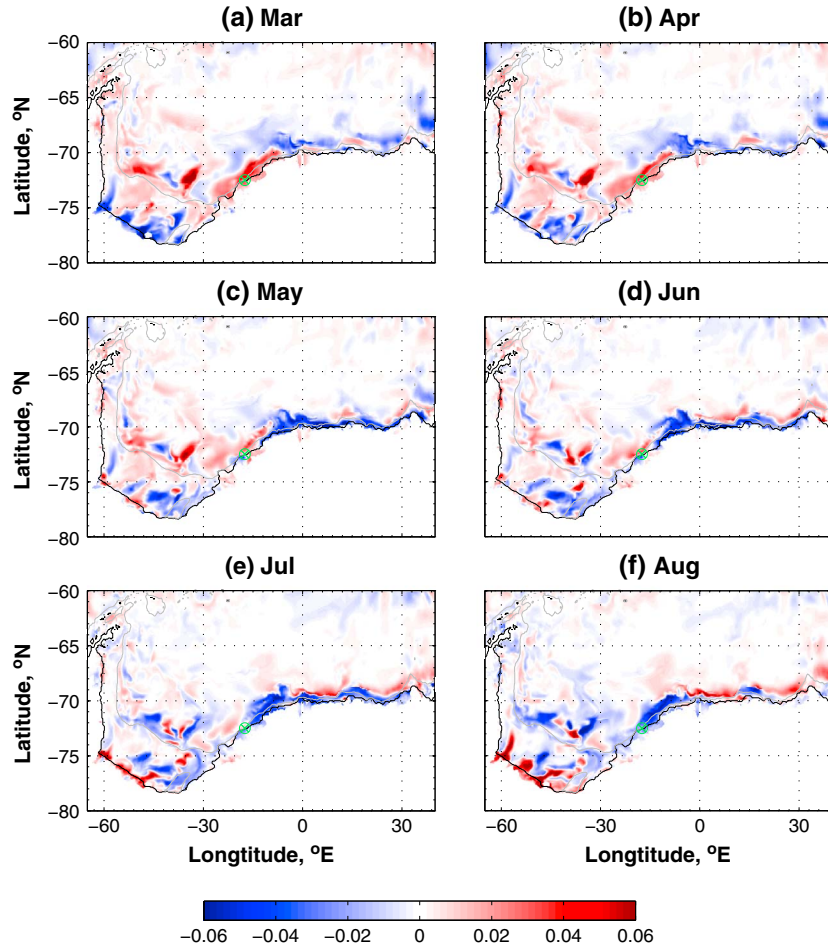 (a) Mar
(b) Apr
−60
−65
−70
−75
−80
Latitude, °N
(c) May
(d) Jun
−60
−65
−70
−75
−80
Latitude, °N
(e) Jul
(f) Aug
−60
−65
−70
−75
−80
Latitude, °N
−60 −30 0 30
−60 −30 0 30
Longtitude, °E
Longtitude, °E
−0.06 −0.04 −0.02 0 0.02 0.04 0.06